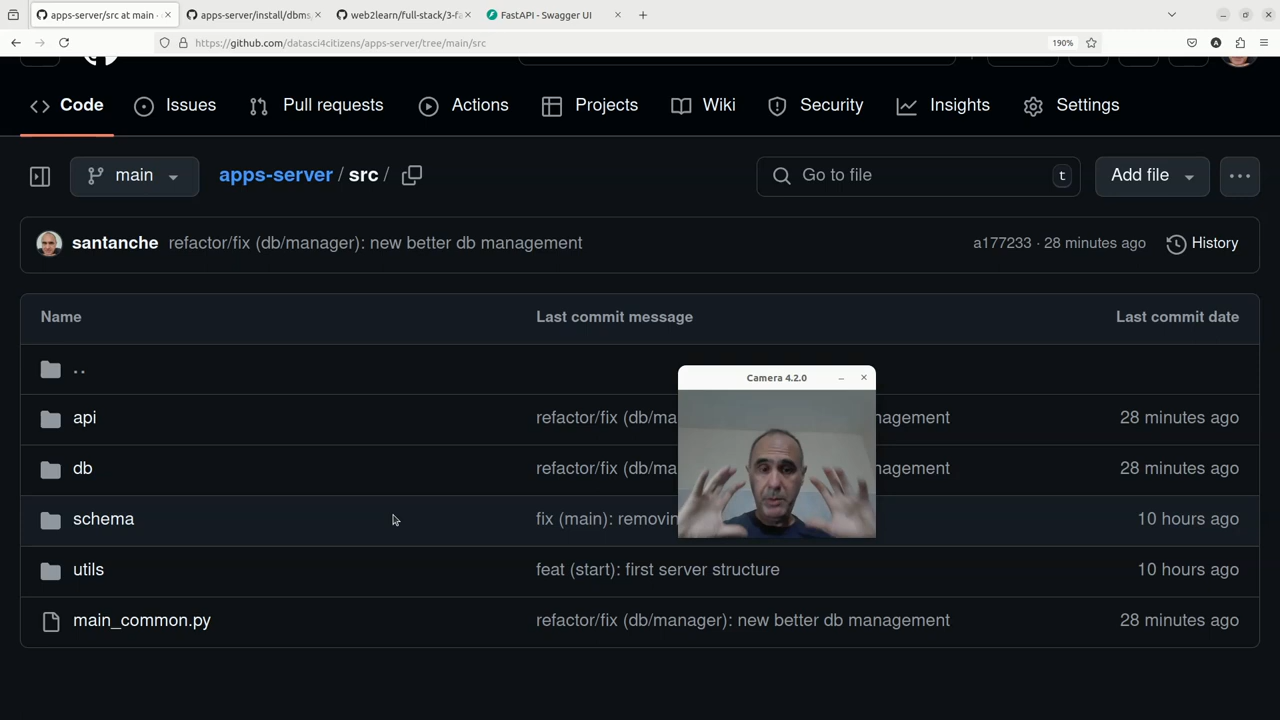 apps-server/src at main ·
apps-server/install/dbms
web2learn/full-stack/3-fa
FastAPI - Swagger UI
https://github.com/datasci4citizens/apps-server/tree/main/src
190%
Code
Issues
Pull requests
Actions
Projects
Wiki
Security
Insights
Settings
main
apps-server / src /
Go to file
t
Add file
santanche refactor/fix (db/manager): new better db management
a177233 · 28 minutes ago
History
Name Last commit message Last commit date
..
Camera 4.2.0
api refactor/fix (db/ma nagement 28 minutes ago
db refactor/fix (db/ma nagement 28 minutes ago
schema fix (main): removin 10 hours ago
utils feat (start): first server structure 10 hours ago
main_common.py refactor/fix (db/manager): new better db management 28 minutes ago